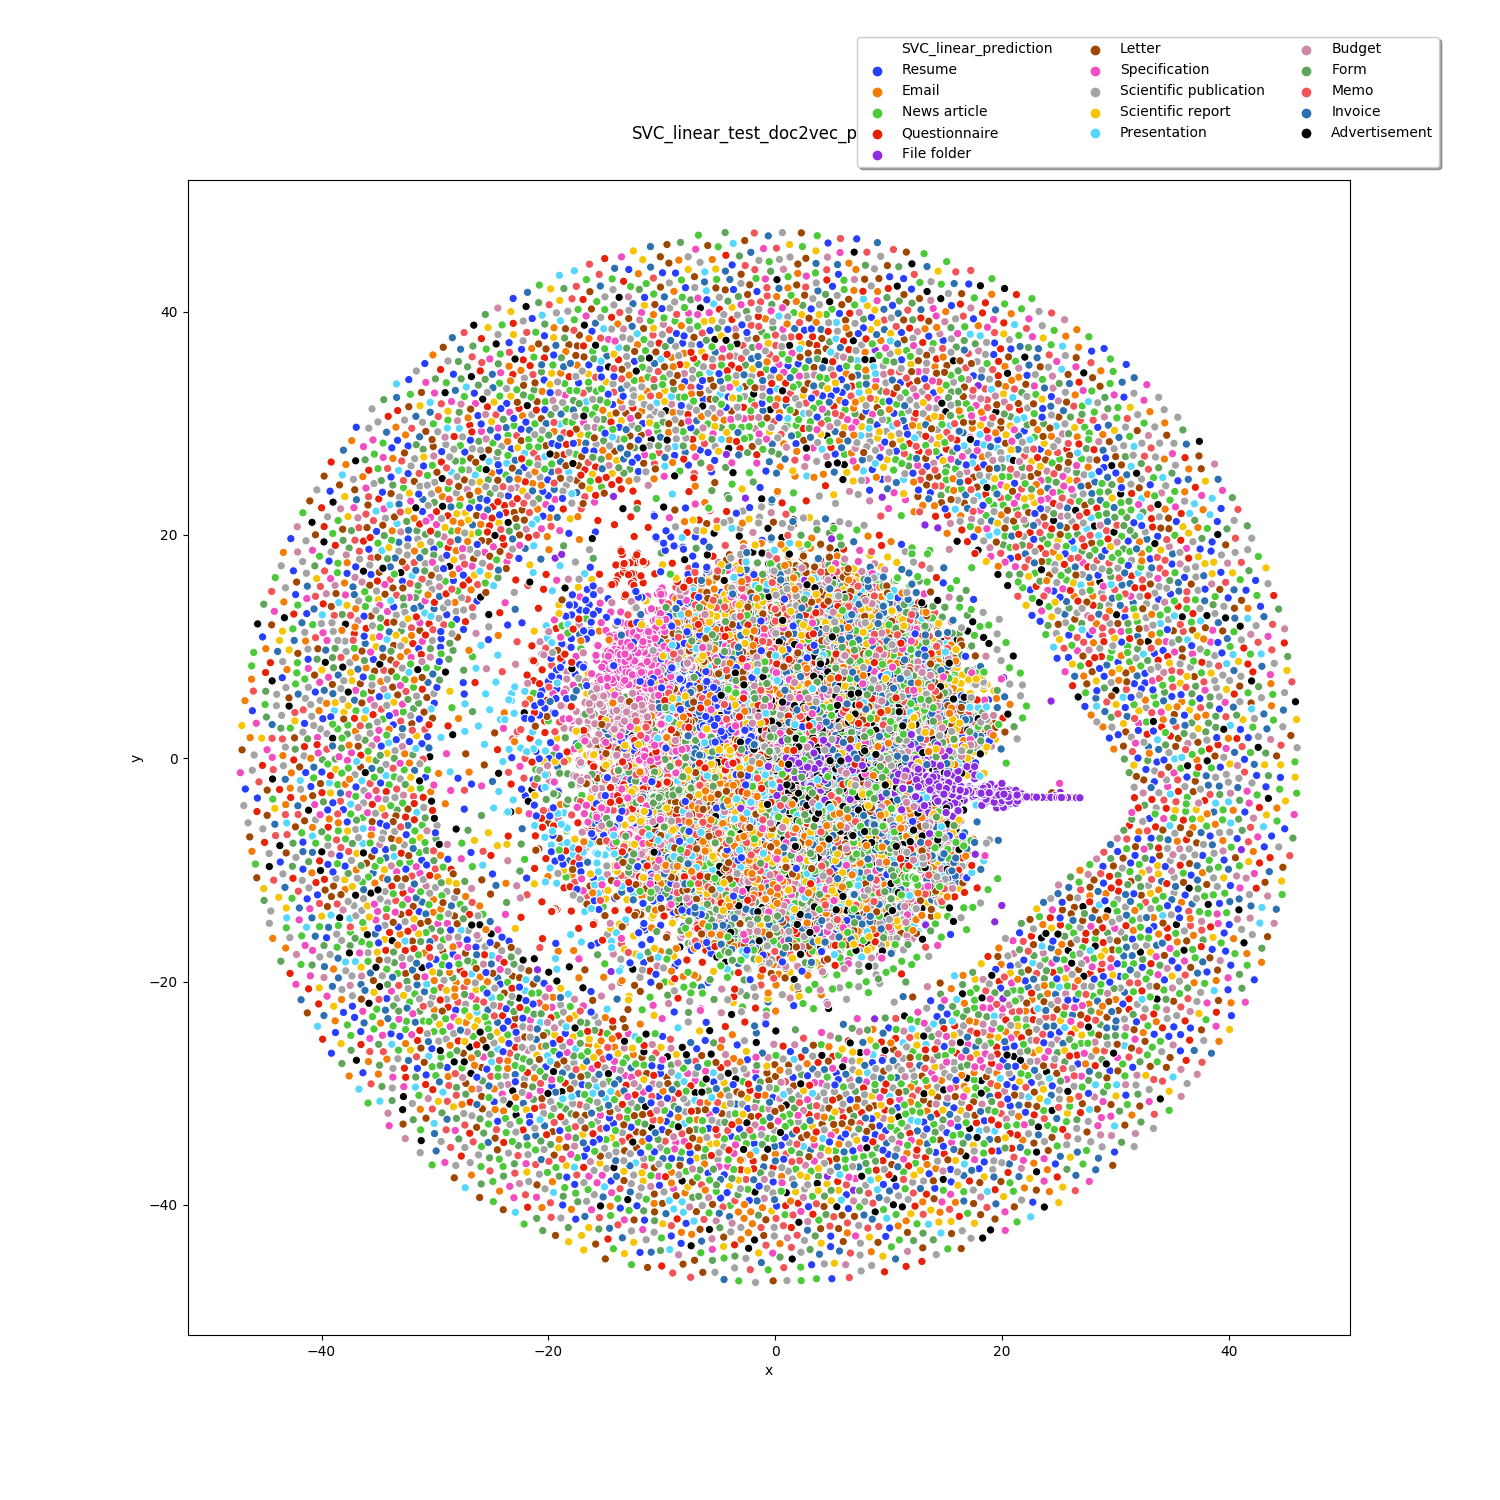 SVC_linear_prediction
Resume
Email
News article
Questionnaire
File folder
Letter
Specification
Scientific publication
Scientific report
Presentation
Budget
Form
Memo
Invoice
Advertisement
SVC_linear_test_doc2vec_p
40
20
0
−20
−40
y
−40 −20 0 20 40
x